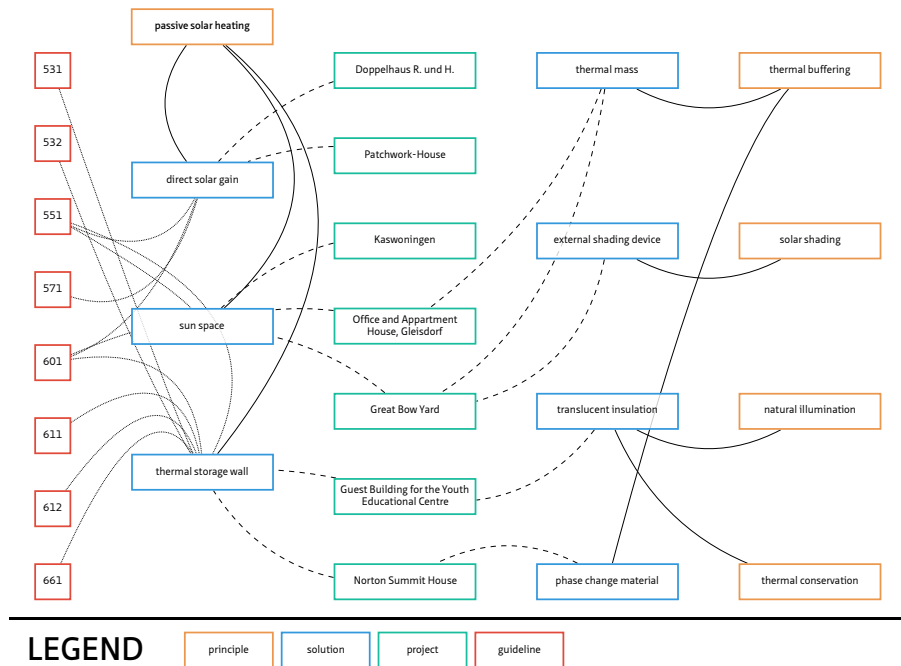 passive solar heating
531
532
551
571
601
611
612
661
direct solar gain
sun space
thermal storage wall
Doppelhaus R. und H.
Patchwork-House
Kaswoningen
Office and Appartment
House, Gleisdorf
Great Bow Yard
Guest Building for the Youth
Educational Centre
Norton Summit House
thermal mass
external shading device
translucent insulation
phase change material
thermal buffering
solar shading
natural illumination
thermal conservation
LEGEND
principle
solution
project
guideline